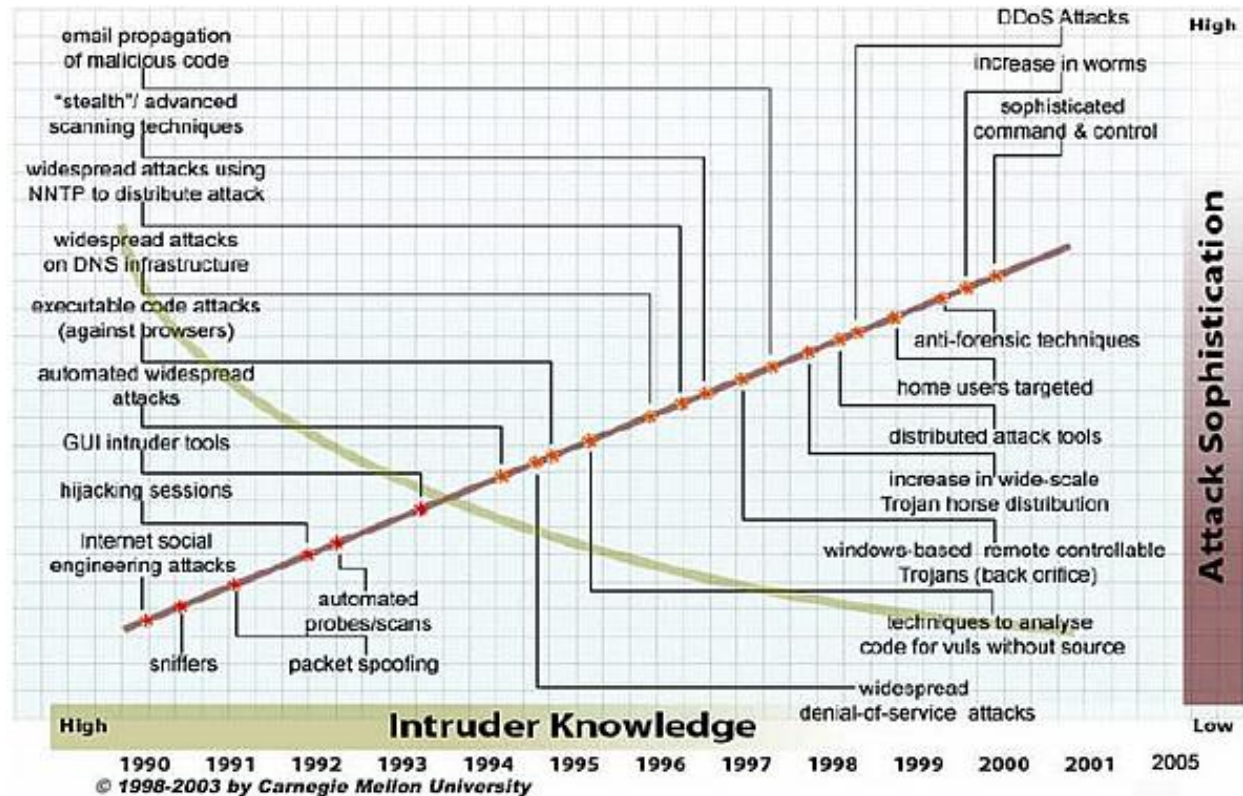 email propagation
of malicious code
"stealth"/ advanced
scanning techniques
widespread attacks using
NNTP to distribute attack
widespread attacks
on DNS infrastructure
executable code attacks
(against browsers)
automated widespread
attacks
GUI intruder tools
hijacking sessions
Internet social
engineering attacks
sniffers
packet spoofing
automated
probes/scans
DDoS Attacks
increase in worms
sophisticated
command & control
anti-forensic techniques
home users targeted
distributed attack tools
increase in wide-scale
Trojan horse distribution
windows-based remote controllable
Trojans (back orifice)
techniques to analyse
code for vuls without source
widespread
denial-of-service attacks
High
Attack Sophistication
Low
High
Intruder Knowledge
1990 1991 1992 1993 1994 1995 1996 1997 1998 1999 2000 2001 2005
© 1998-2003 by Carnegie Mellon University